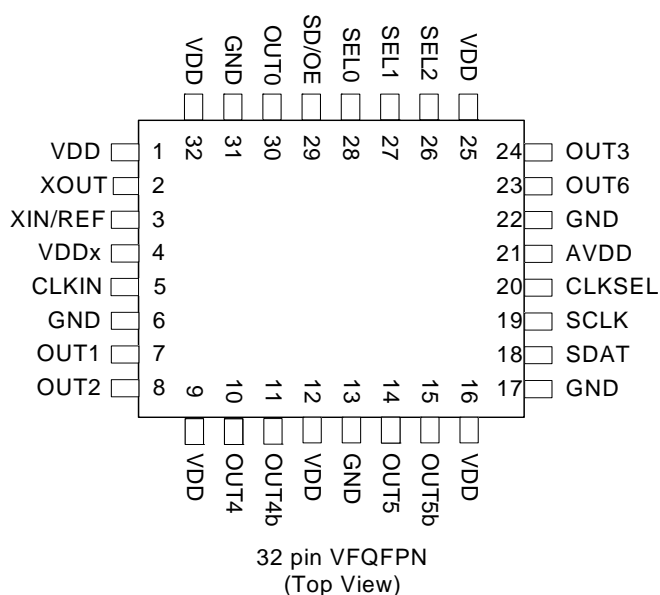 VDD GND OUT0 SD/OE SEL0 SEL1 SEL2 VDD
32 31 30 29 28 27 26 25
VDD 1 24 OUT3
XOUT 2 23 OUT6
XIN/REF 3 22 GND
VDDx 4 21 AVDD
CLKIN 5 20 CLKSEL
GND 6 19 SCLK
OUT1 7 18 SDAT
OUT2 8 17 GND
9 10 11 12 13 14 15 16
VDD OUT4 OUT4b VDD GND OUT5 OUT5b VDD
32 pin VFQFPN
(Top View)